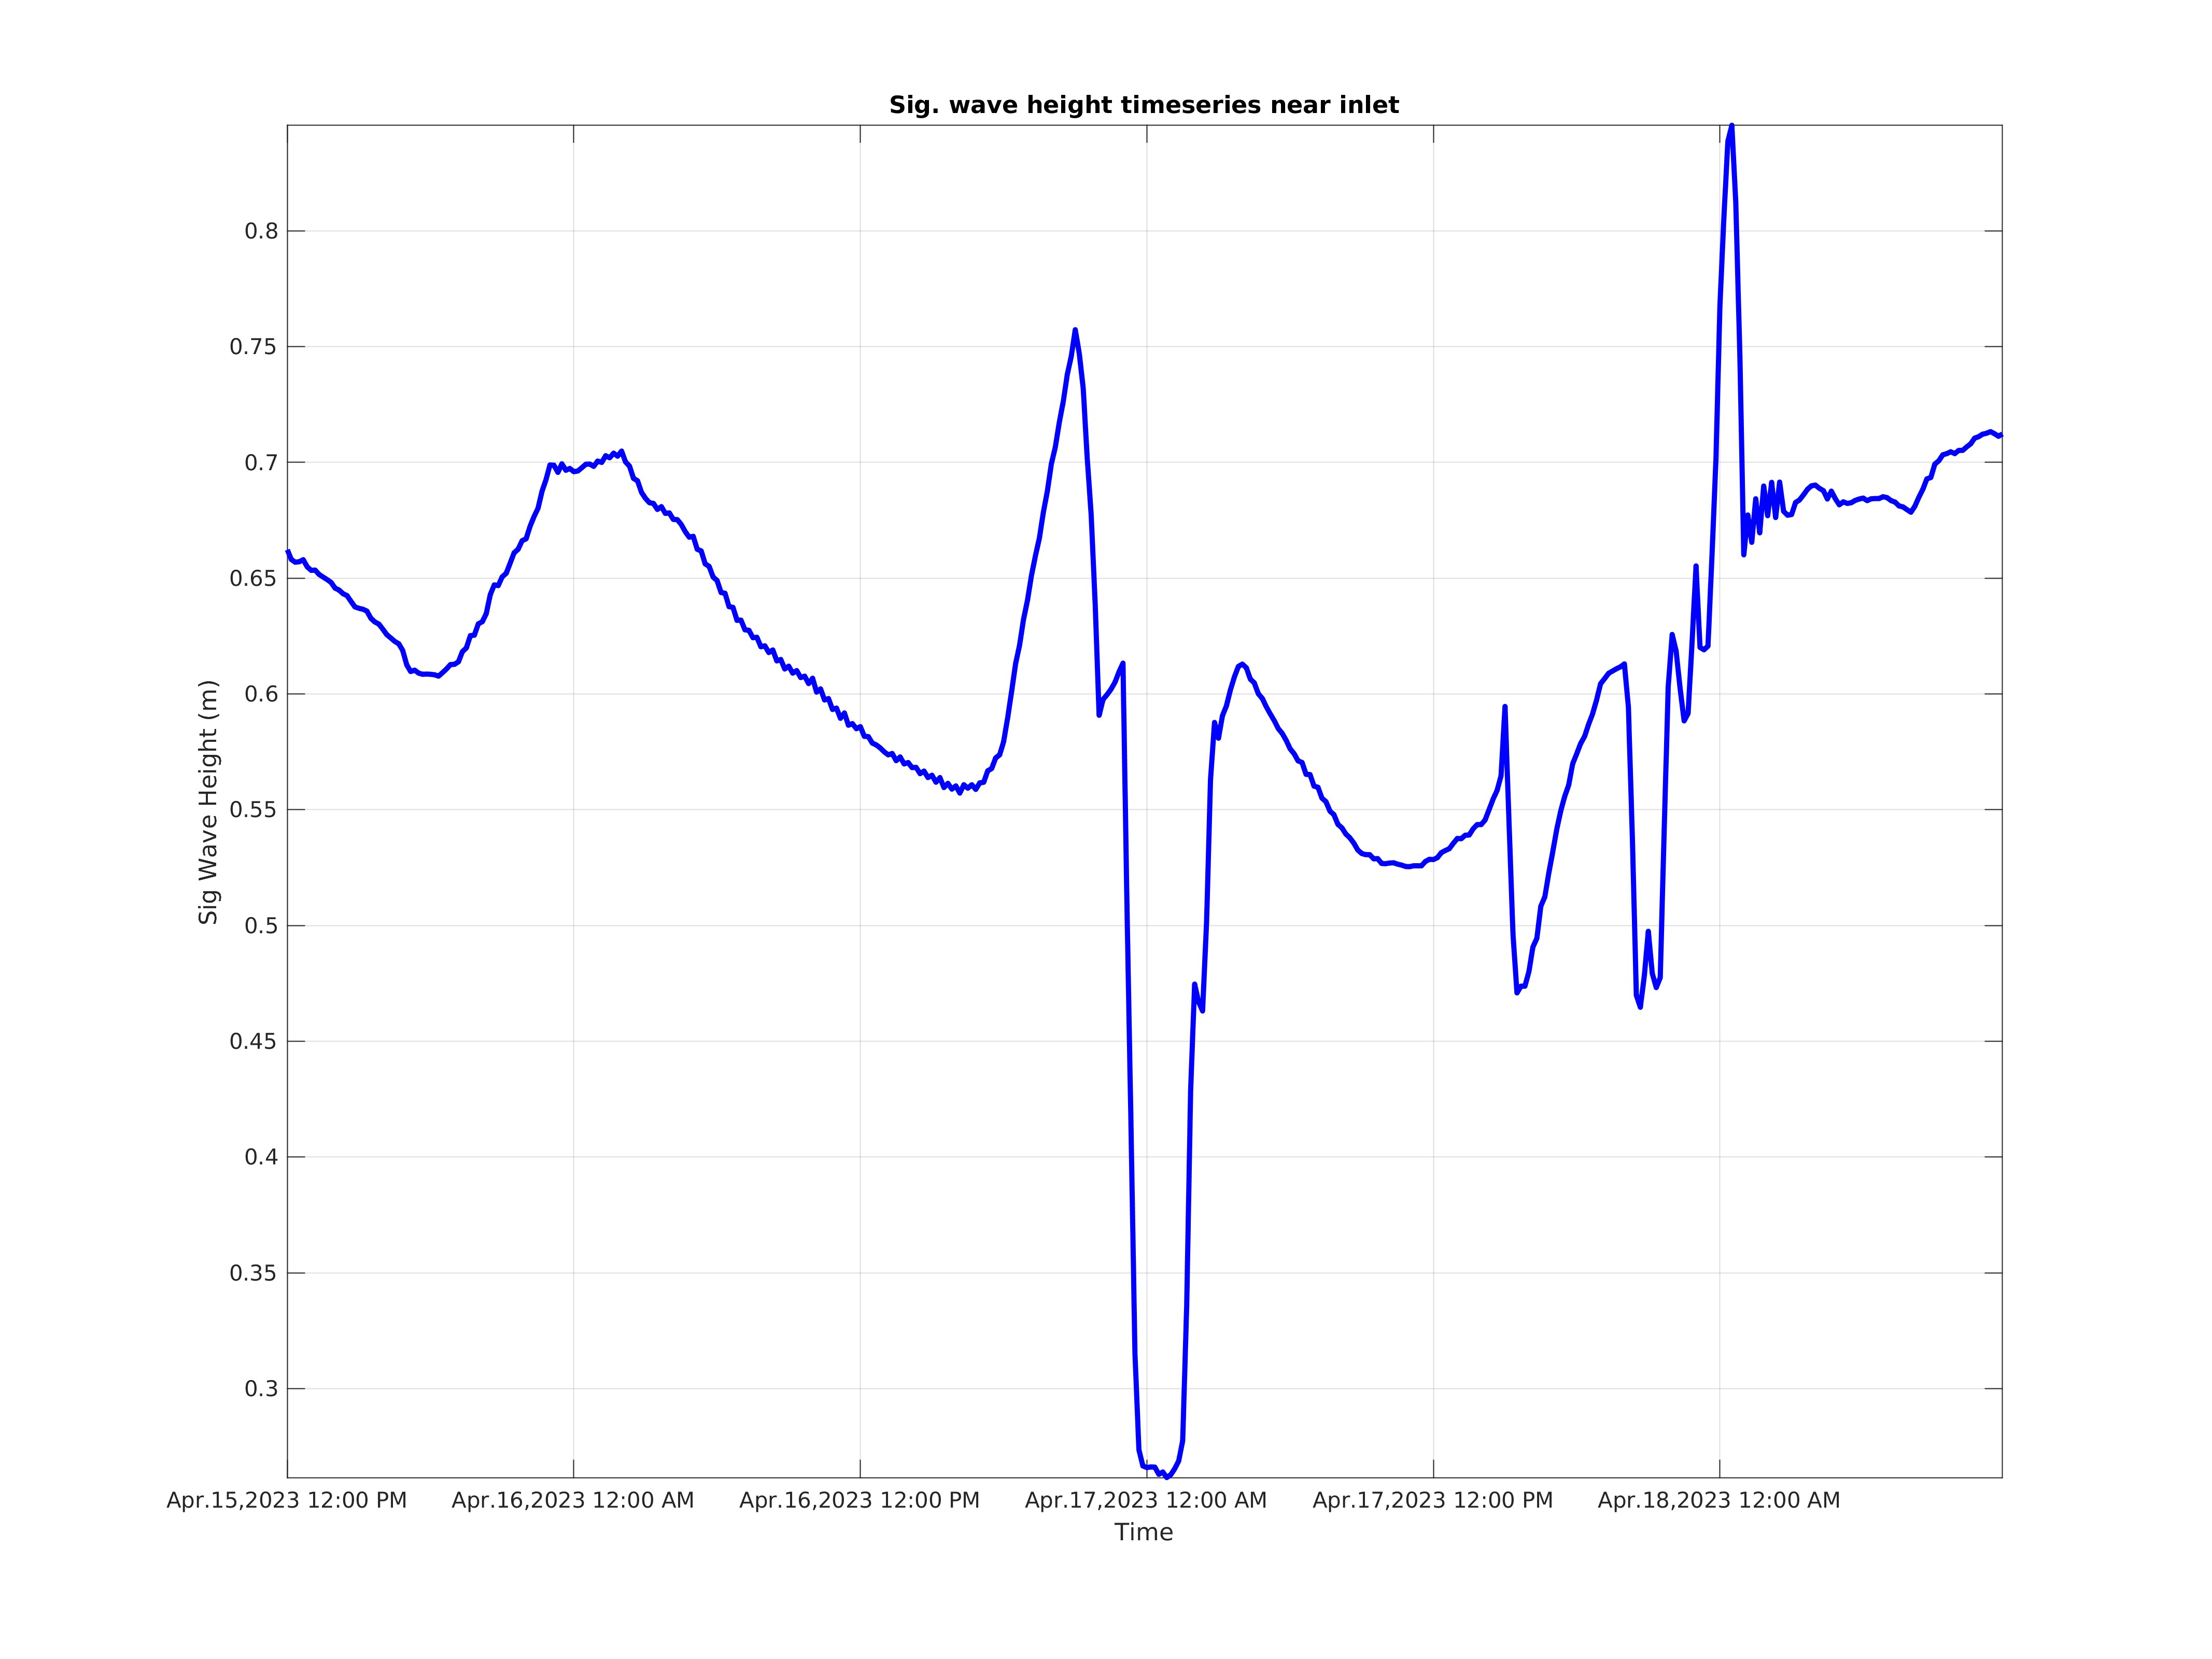 Sig. wave height timeseries near inlet
0.8
0.75
0.7
0.65
0.6
0.55
0.5
0.45
0.4
0.35
0.3
Sig Wave Height (m)
Apr.15,2023 12:00 PM Apr.16,2023 12:00 AM Apr.16,2023 12:00 PM Apr.17,2023 12:00 AM Apr.17,2023 12:00 PM Apr.18,2023 12:00 AM
Time